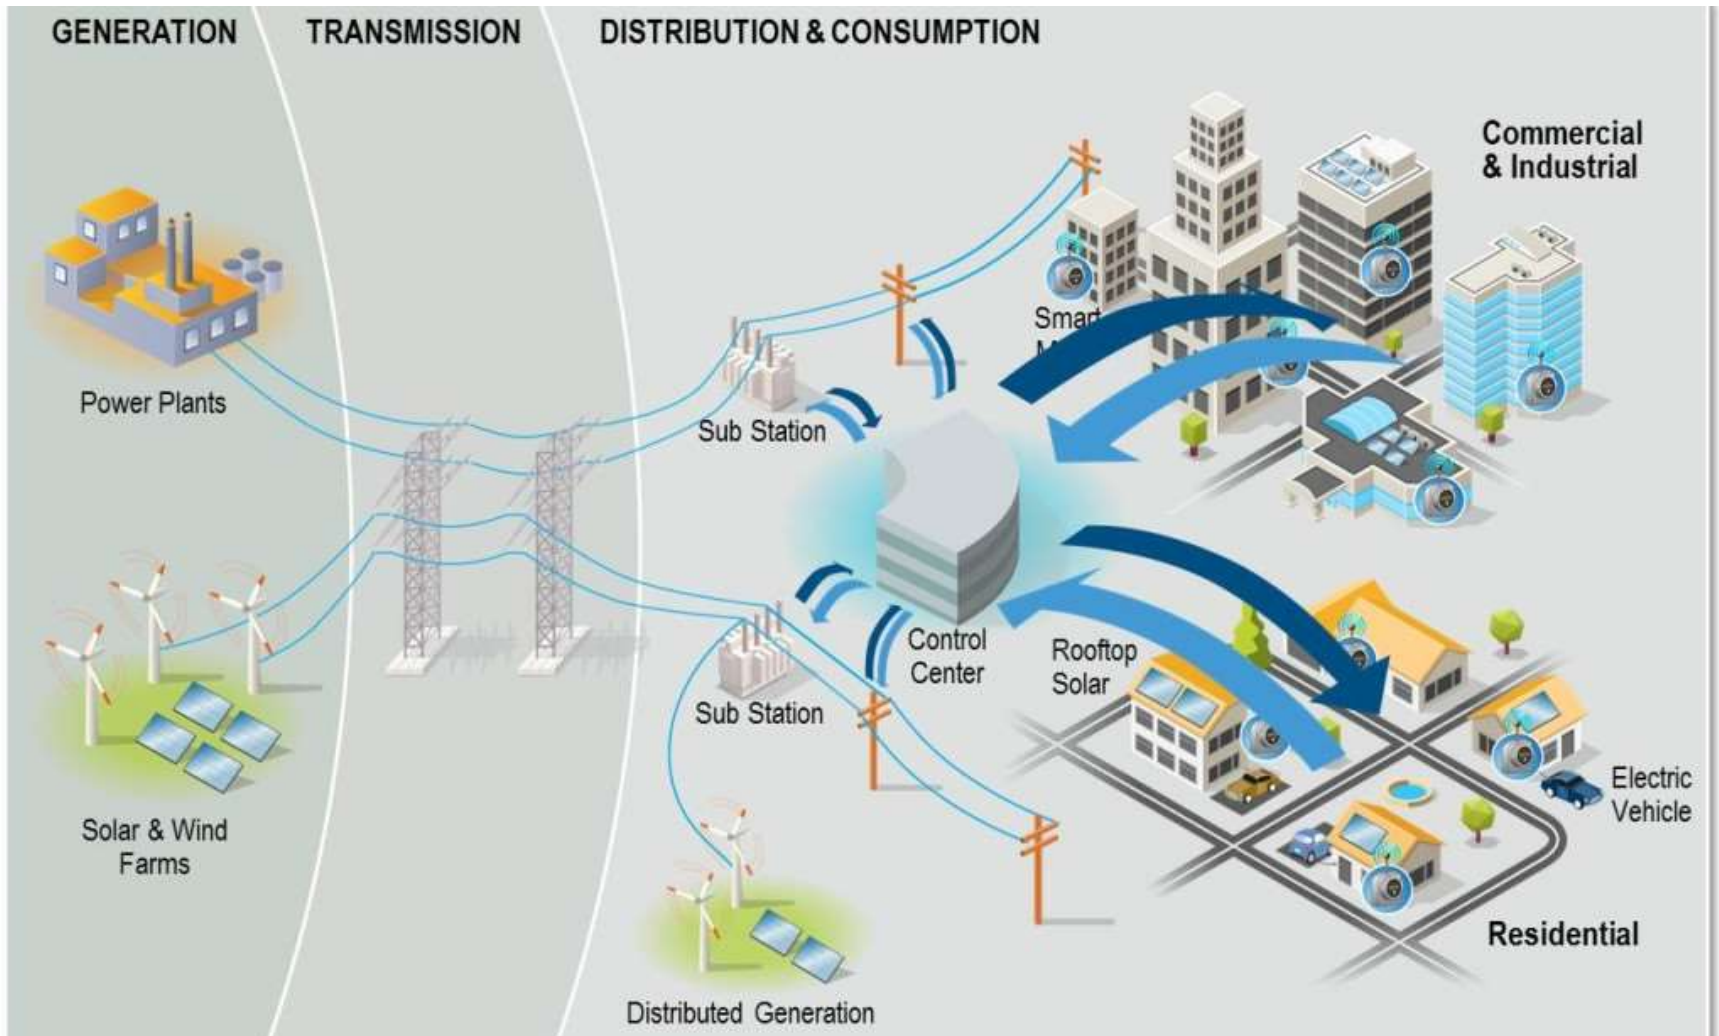 GENERATION
TRANSMISSION
DISTRIBUTION & CONSUMPTION
Commercial
& Industrial
Power Plants
Smart
Sub Station
Control
Center
Rooftop
Solar
Sub Station
Electric
Vehicle
Solar & Wind
Farms
Residential
Distributed Generation